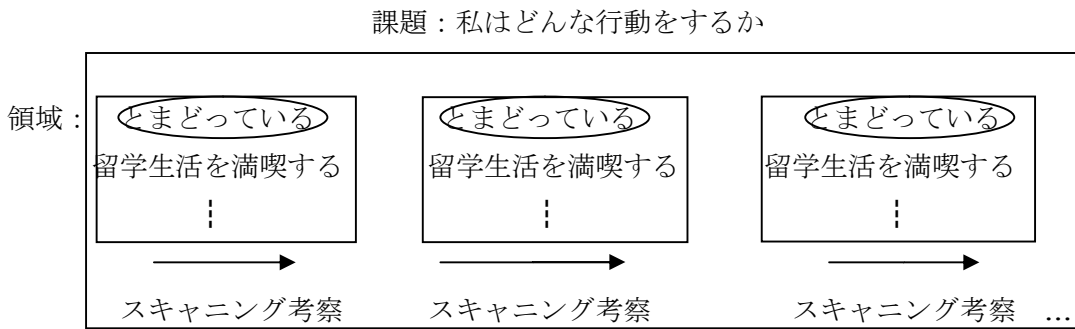 課題：私はどんな行動をするか
領域： とまどっている とまどっている とまどっている
留学生活を満喫する 留学生活を満喫する 留学生活を満喫する
スキャニング考察 スキャニング考察 スキャニング考察 …